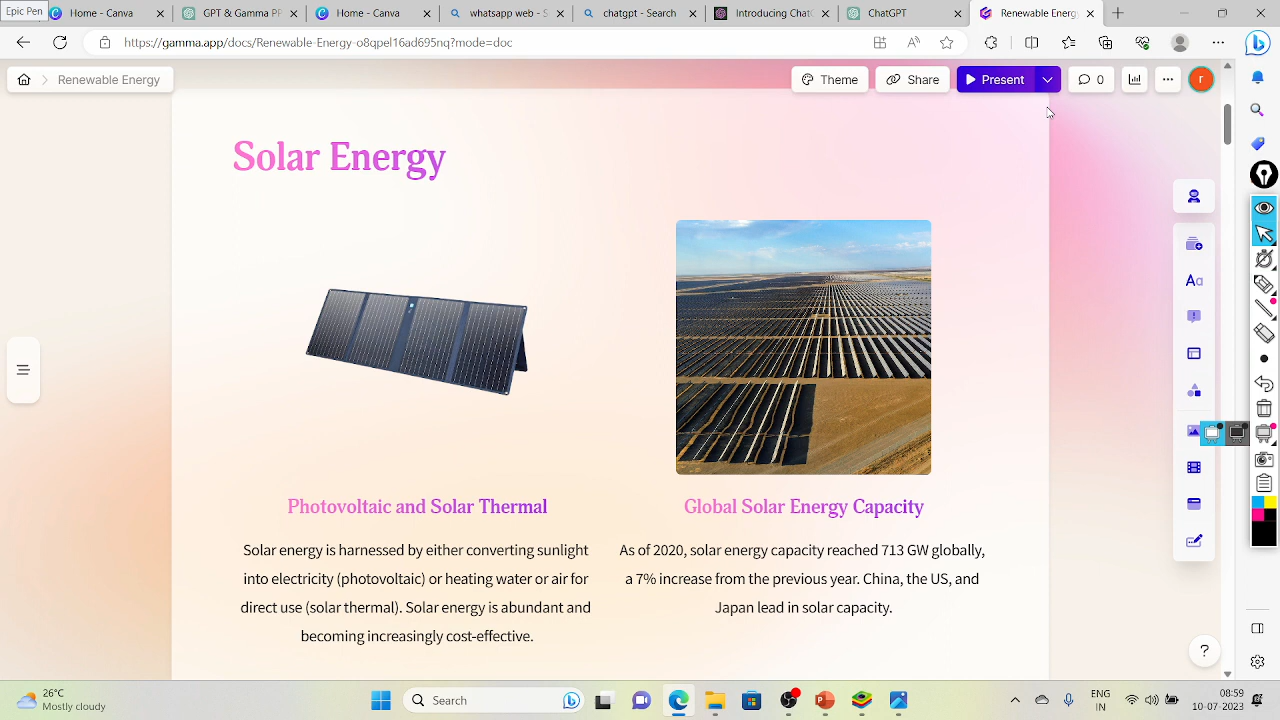 Epic Pen
Home - Canva
GPT & Gamma PP
Home - Canva
whatsapp web - S
chatgpt - Search
Introducing Chat
ChatGPT
Renewable Energ
https://gamma.app/docs/Renewable-Energy-o8qpel16ad695nq?mode=doc
Renewable Energy
Theme
Share
Present
0
r
Solar Energy
Aa
Photovoltaic and Solar Thermal
Solar energy is harnessed by either converting sunlight
into electricity (photovoltaic) or heating water or air for
direct use (solar thermal). Solar energy is abundant and
becoming increasingly cost-effective.
Global Solar Energy Capacity
As of 2020, solar energy capacity reached 713 GW globally,
a 7% increase from the previous year. China, the US, and
Japan lead in solar capacity.
?
26°C
Mostly cloudy
Search
ENG
IN
08:59
10-07-2023